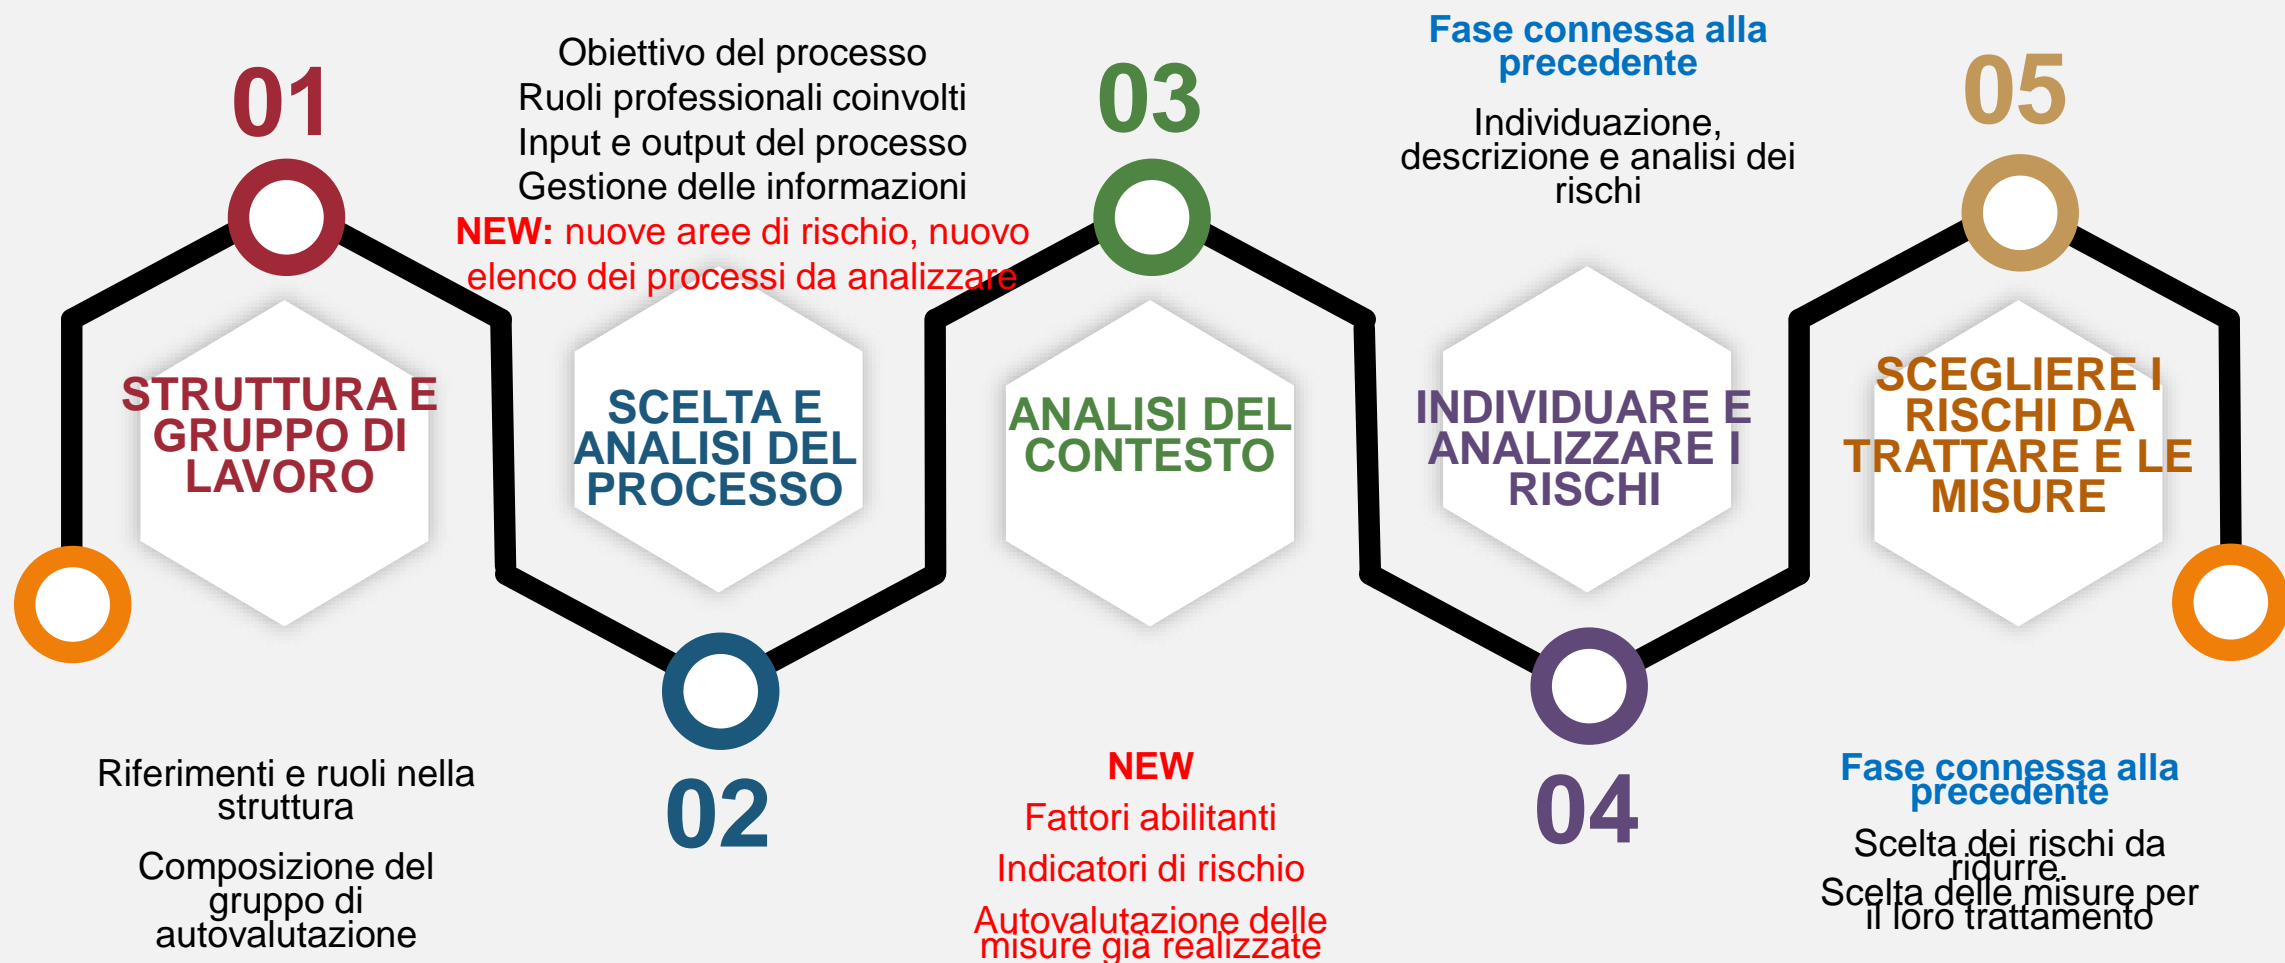 01
STRUTTURA E
GRUPPO DI
LAVORO
Riferimenti e ruoli nella
struttura
Composizione del
gruppo di
autovalutazione
Obiettivo del processo
Ruoli professionali coinvolti
Input e output del processo
Gestione delle informazioni
NEW: nuove aree di rischio, nuovo
elenco dei processi da analizzare
SCELTA E
ANALISI DEL
PROCESSO
02
03
ANALISI DEL
CONTESTO
NEW
Fattori abilitanti
Indicatori di rischio
Autovalutazione delle
misure già realizzate
Fase connessa alla
precedente
Individuazione,
descrizione e analisi dei
rischi
INDIVIDUARE E
ANALIZZARE I
RISCHI
04
05
SCEGLIERE I
RISCHI DA
TRATTARE E LE
MISURE
Fase connessa alla
precedente
Scelta dei rischi da
ridurre.
Scelta delle misure per
il loro trattamento